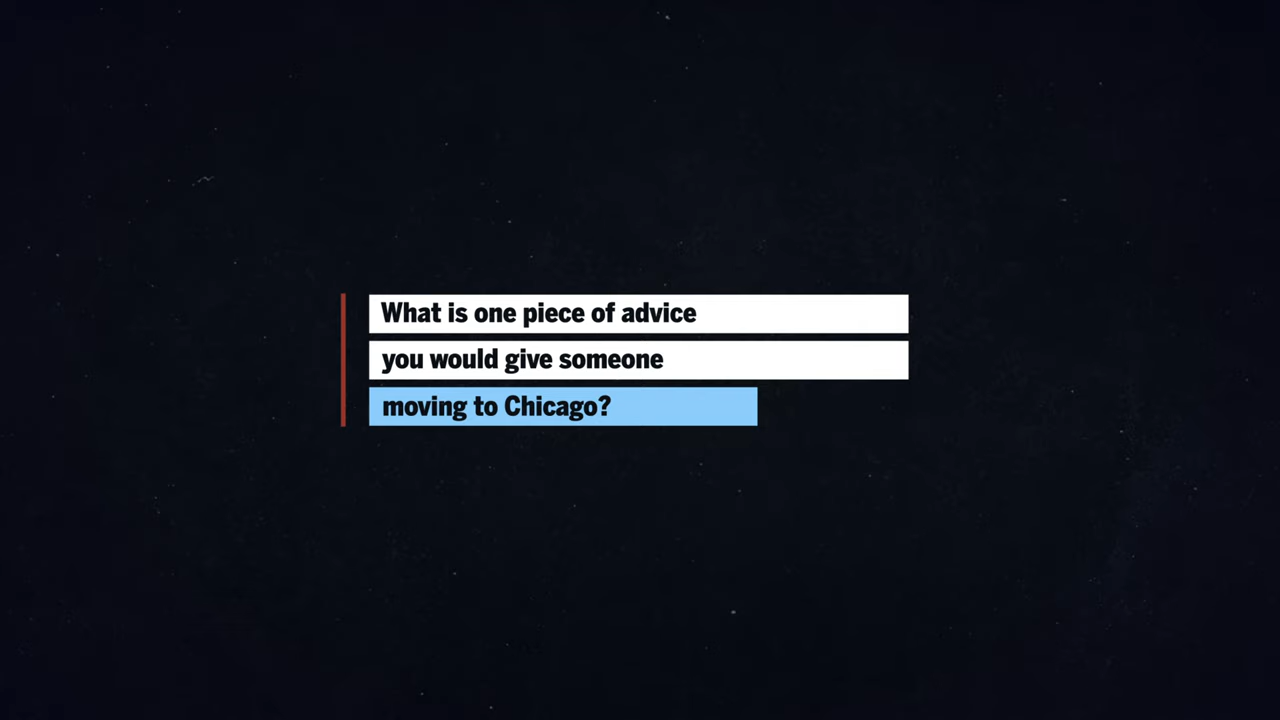 What is one piece of advice
you would give someone
moving to Chicago?